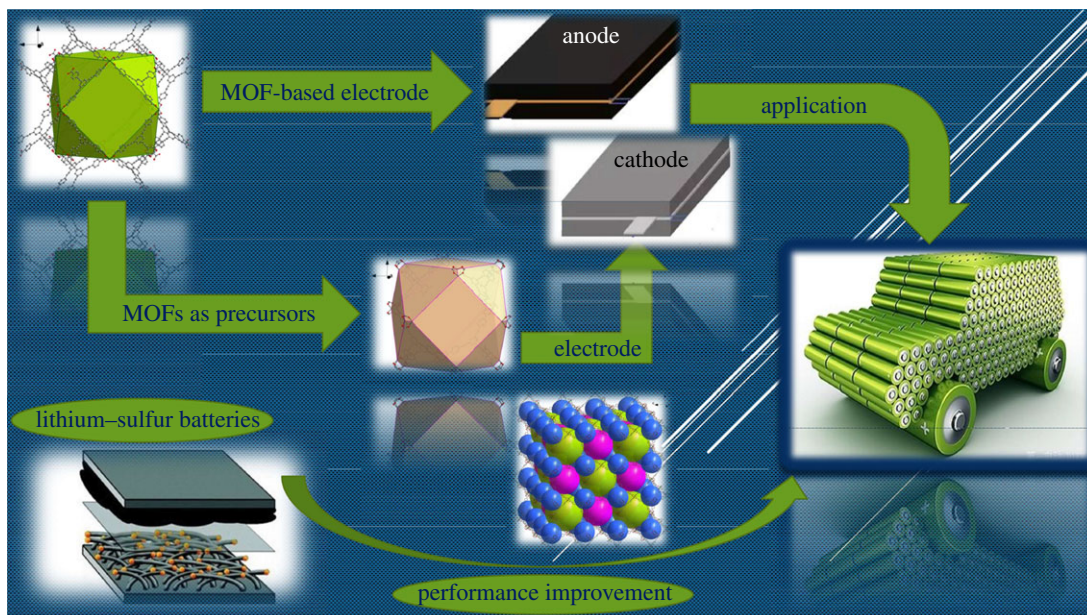 anode
MOF-based electrode
application
cathode
MOFs as precursors
electrode
lithium–sulfur batteries
performance improvement